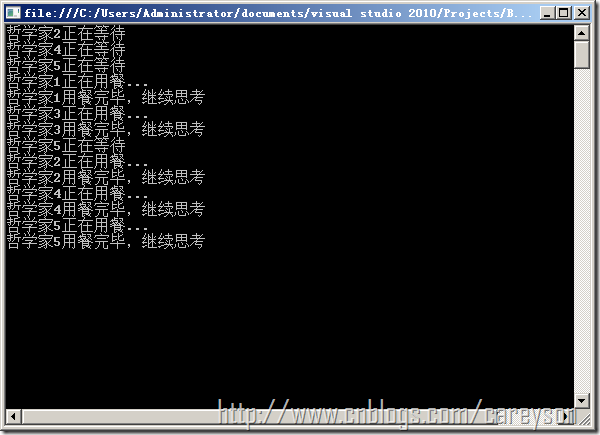 file:///C:/Users/Administrator/documents/visual studio 2010/Projects/B...
哲学家2正在等待
哲学家4正在等待
哲学家5正在等待
哲学家1正在用餐...
哲学家1用餐完毕，继续思考
哲学家3正在用餐...
哲学家3用餐完毕，继续思考
哲学家5正在等待
哲学家2正在用餐...
哲学家2用餐完毕，继续思考
哲学家4正在用餐...
哲学家4用餐完毕，继续思考
哲学家5正在用餐...
哲学家5用餐完毕，继续思考
http://www.cnblogs.com/careyson